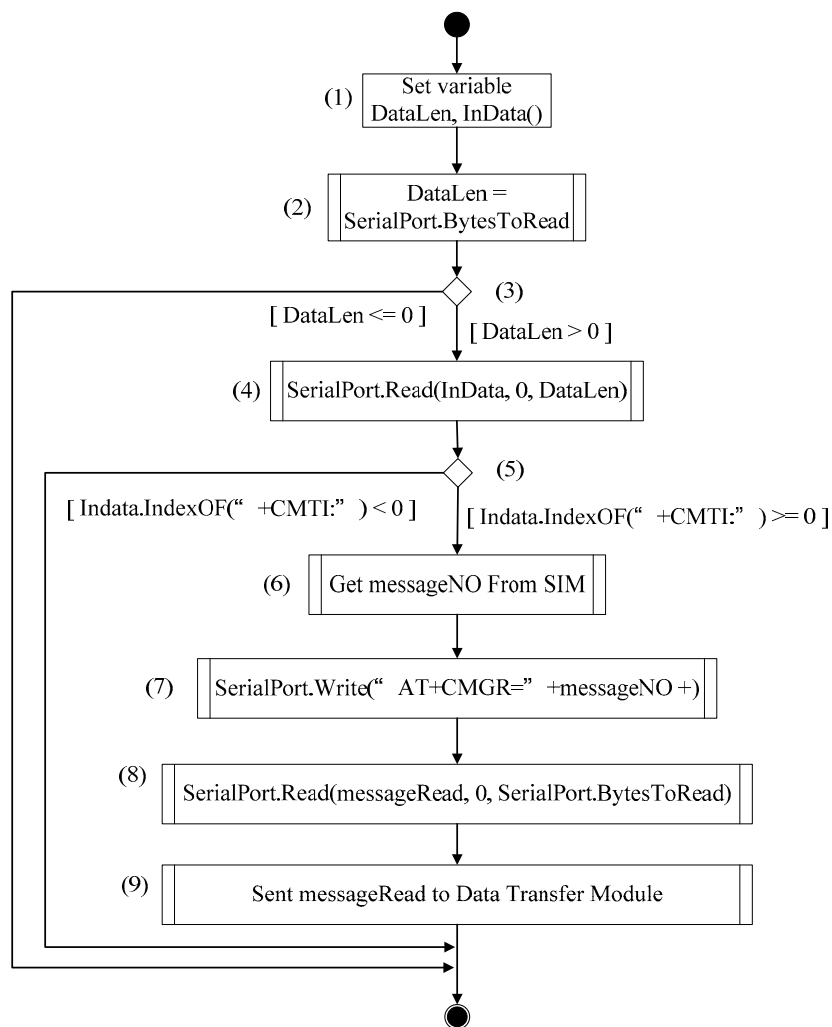 (1)
Set variable
DataLen, InData()
(2)
DataLen =
SerialPort.BytesToRead
(3)
[ DataLen <= 0 ]
[ DataLen > 0 ]
(4)
SerialPort.Read(InData, 0, DataLen)
(5)
[ Indata.IndexOF(“ +CMTI:” ) < 0 ]
[ Indata.IndexOF(“ +CMTI:” ) >= 0 ]
(6)
Get messageNO From SIM
(7)
SerialPort.Write(“ AT+CMGR=” +messageNO +)
(8)
SerialPort.Read(messageRead, 0, SerialPort.BytesToRead)
(9)
Sent messageRead to Data Transfer Module